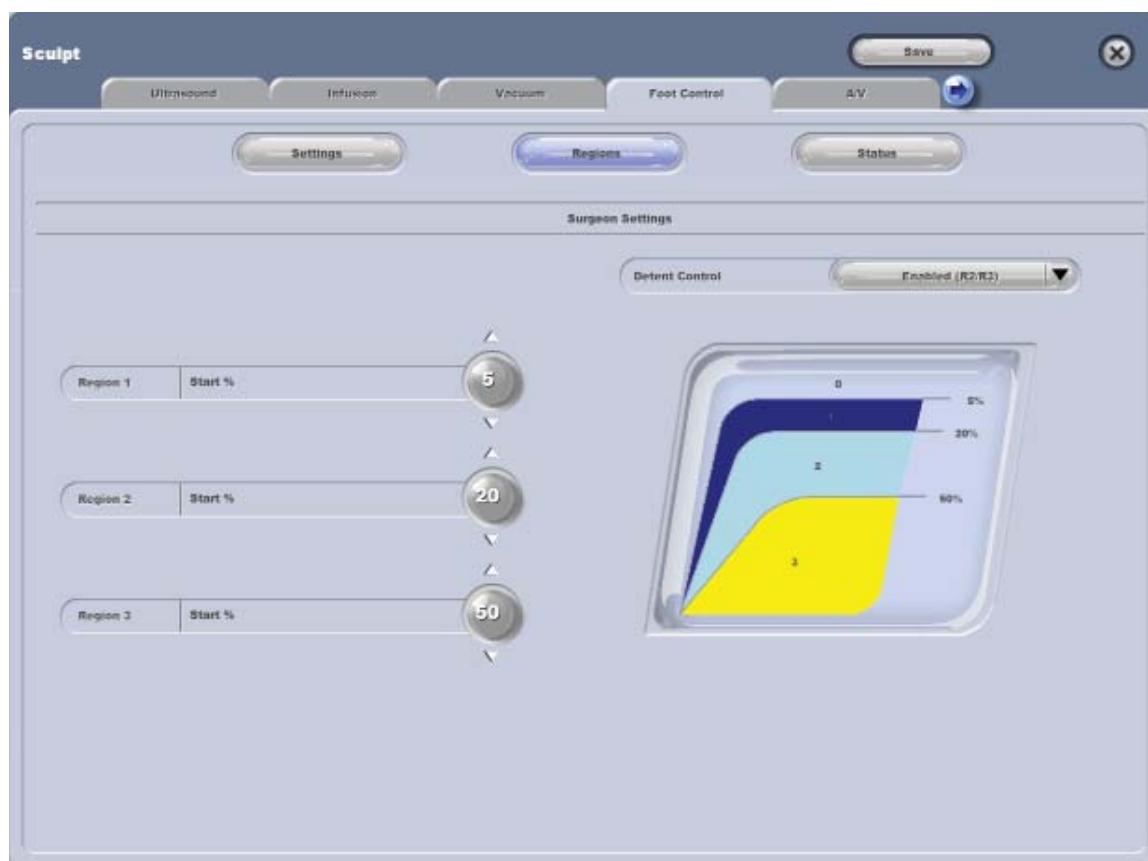 Sculpt
Save
Ultrasound Infusion Vacuum Foot Control A/V
Settings Regions Status
Surgeon Settings
Detent Control Enabled (R2/R3)
Region 1 Start % 5
Region 2 Start % 20
Region 3 Start % 50
0
5%
1
20%
2
50%
3